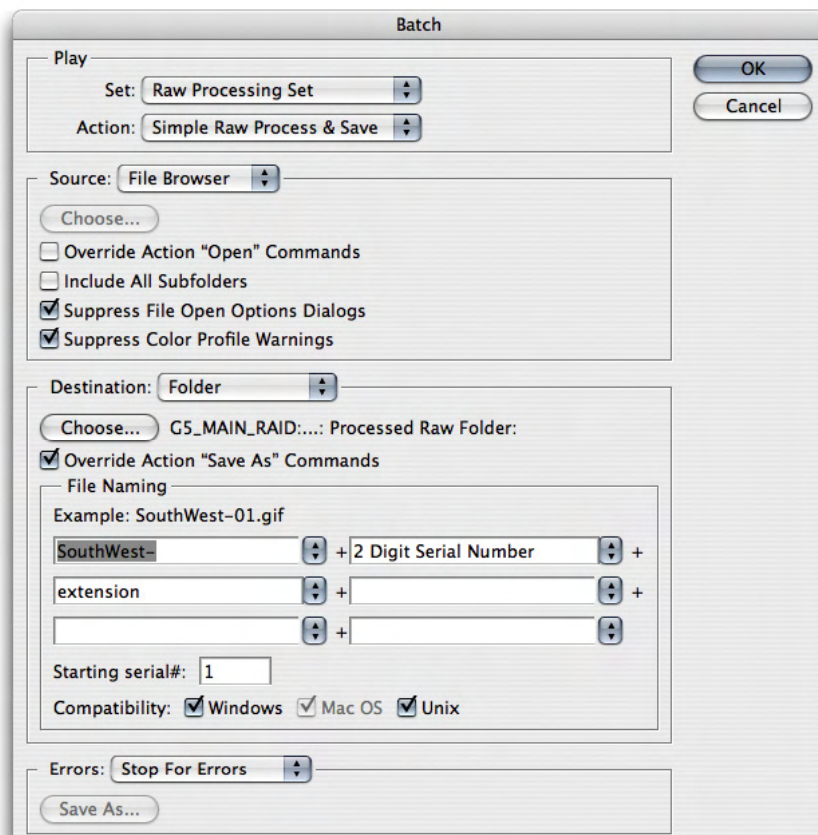 Batch
Play
Set: Raw Processing Set
Action: Simple Raw Process & Save
OK
Cancel
Source: File Browser
Choose...
Override Action “Open” Commands
Include All Subfolders
Suppress File Open Options Dialogs
Suppress Color Profile Warnings
Destination: Folder
Choose... G5_MAIN_RAID:...: Processed Raw Folder:
Override Action “Save As” Commands
File Naming
Example: SouthWest-01.gif
SouthWest- + 2 Digit Serial Number +
extension + +
+
Starting serial#: 1
Compatibility: Windows Mac OS Unix
Errors: Stop For Errors
Save As...